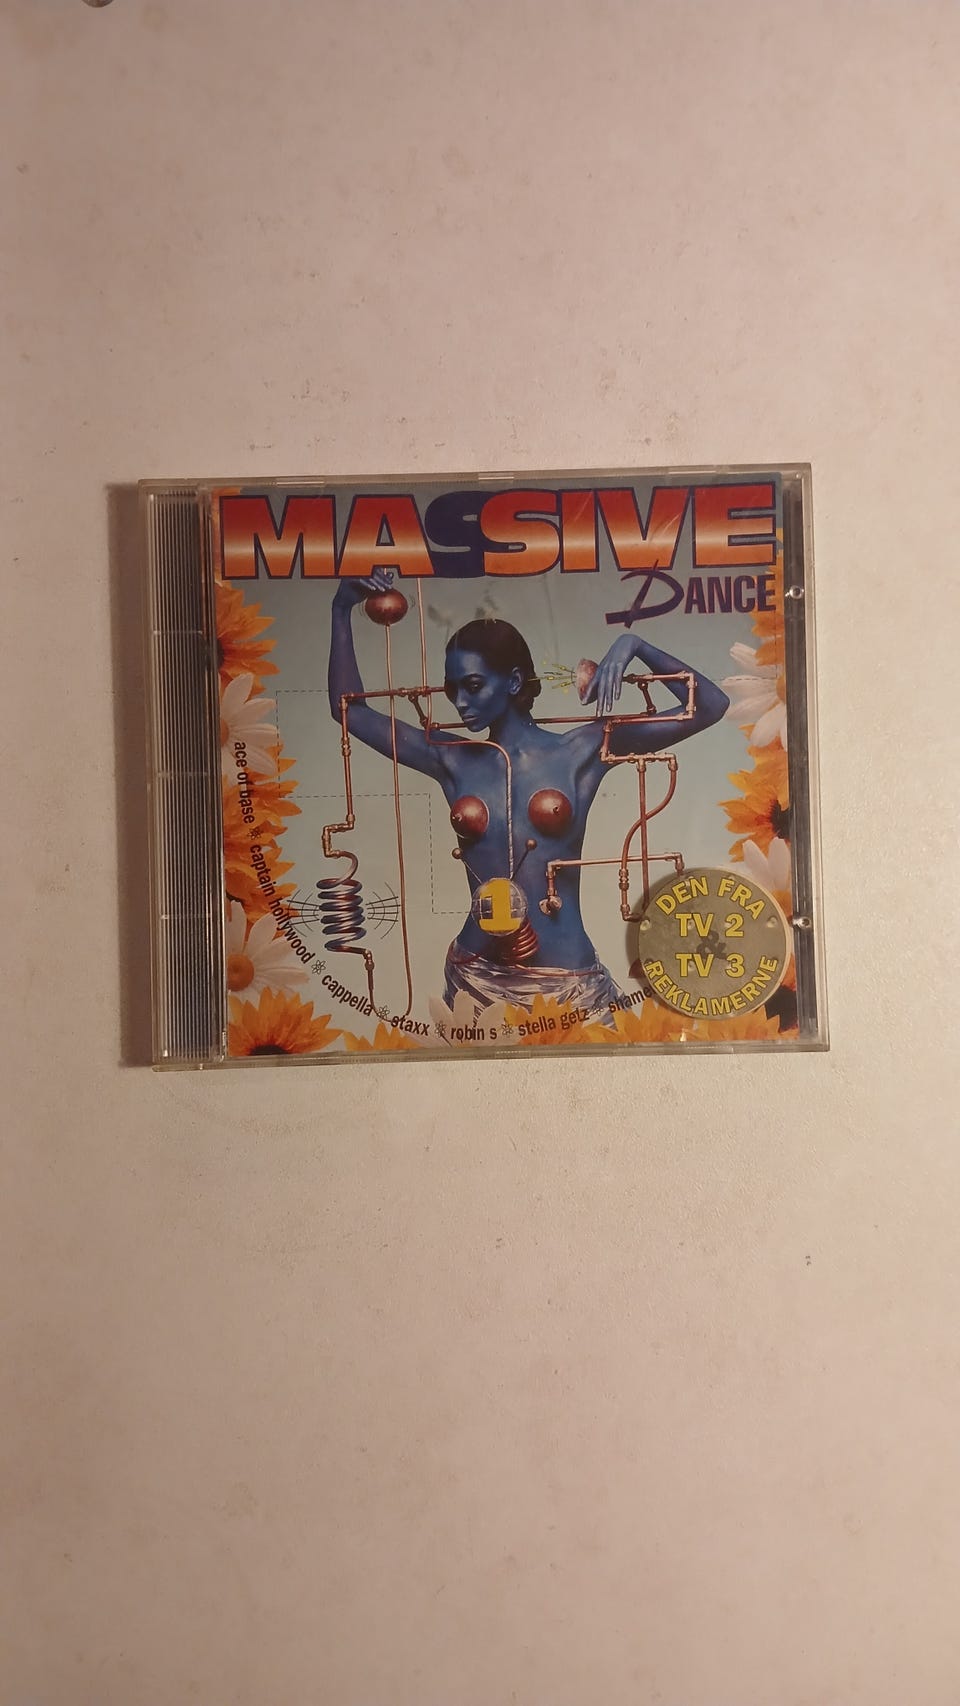 MASSIVE
DANCE
ace of base captain hollywood cappella staxx robin s stella getz shamen
1
DEN FRA
TV 2
TV 3
REKLAMERNE